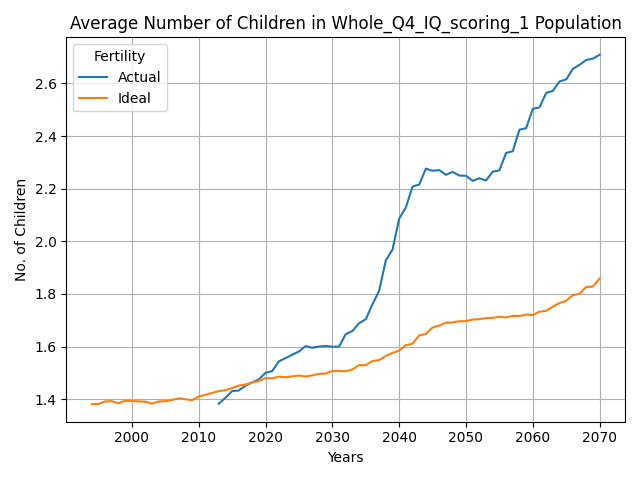 Average Number of Children in Whole_Q4_IQ_scoring_1 Population
Fertility
Actual
Ideal
No. of Children
2.6
2.4
2.2
2.0
1.8
1.6
1.4
2000 2010 2020 2030 2040 2050 2060 2070
Years